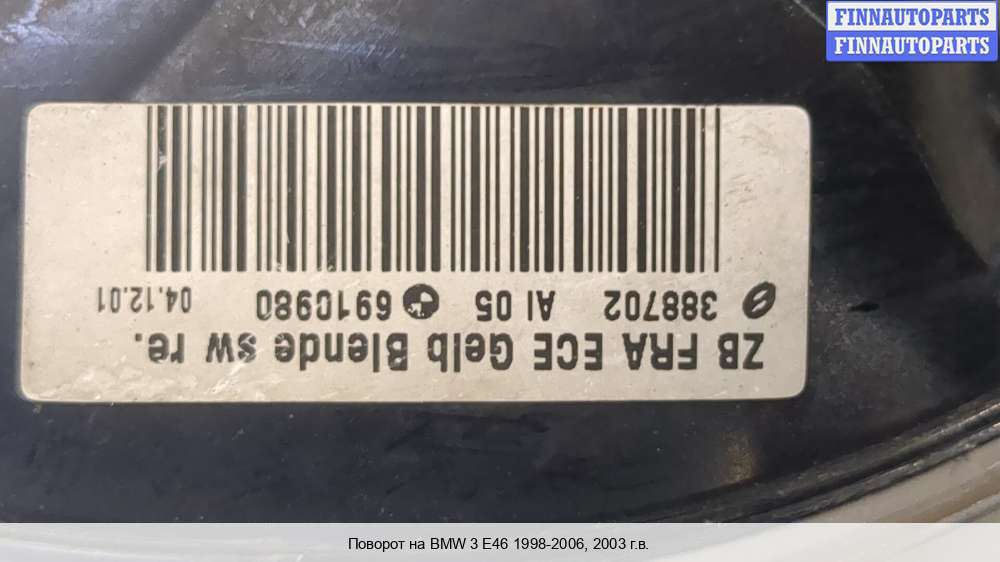 FINNAUTOPARTS
FINNAUTOPARTS
ZB FRA ECE Gelb Blende sw re.
388702 AI 05 6910980 04.12.01
Поворот на BMW 3 E46 1998-2006, 2003 г.в.